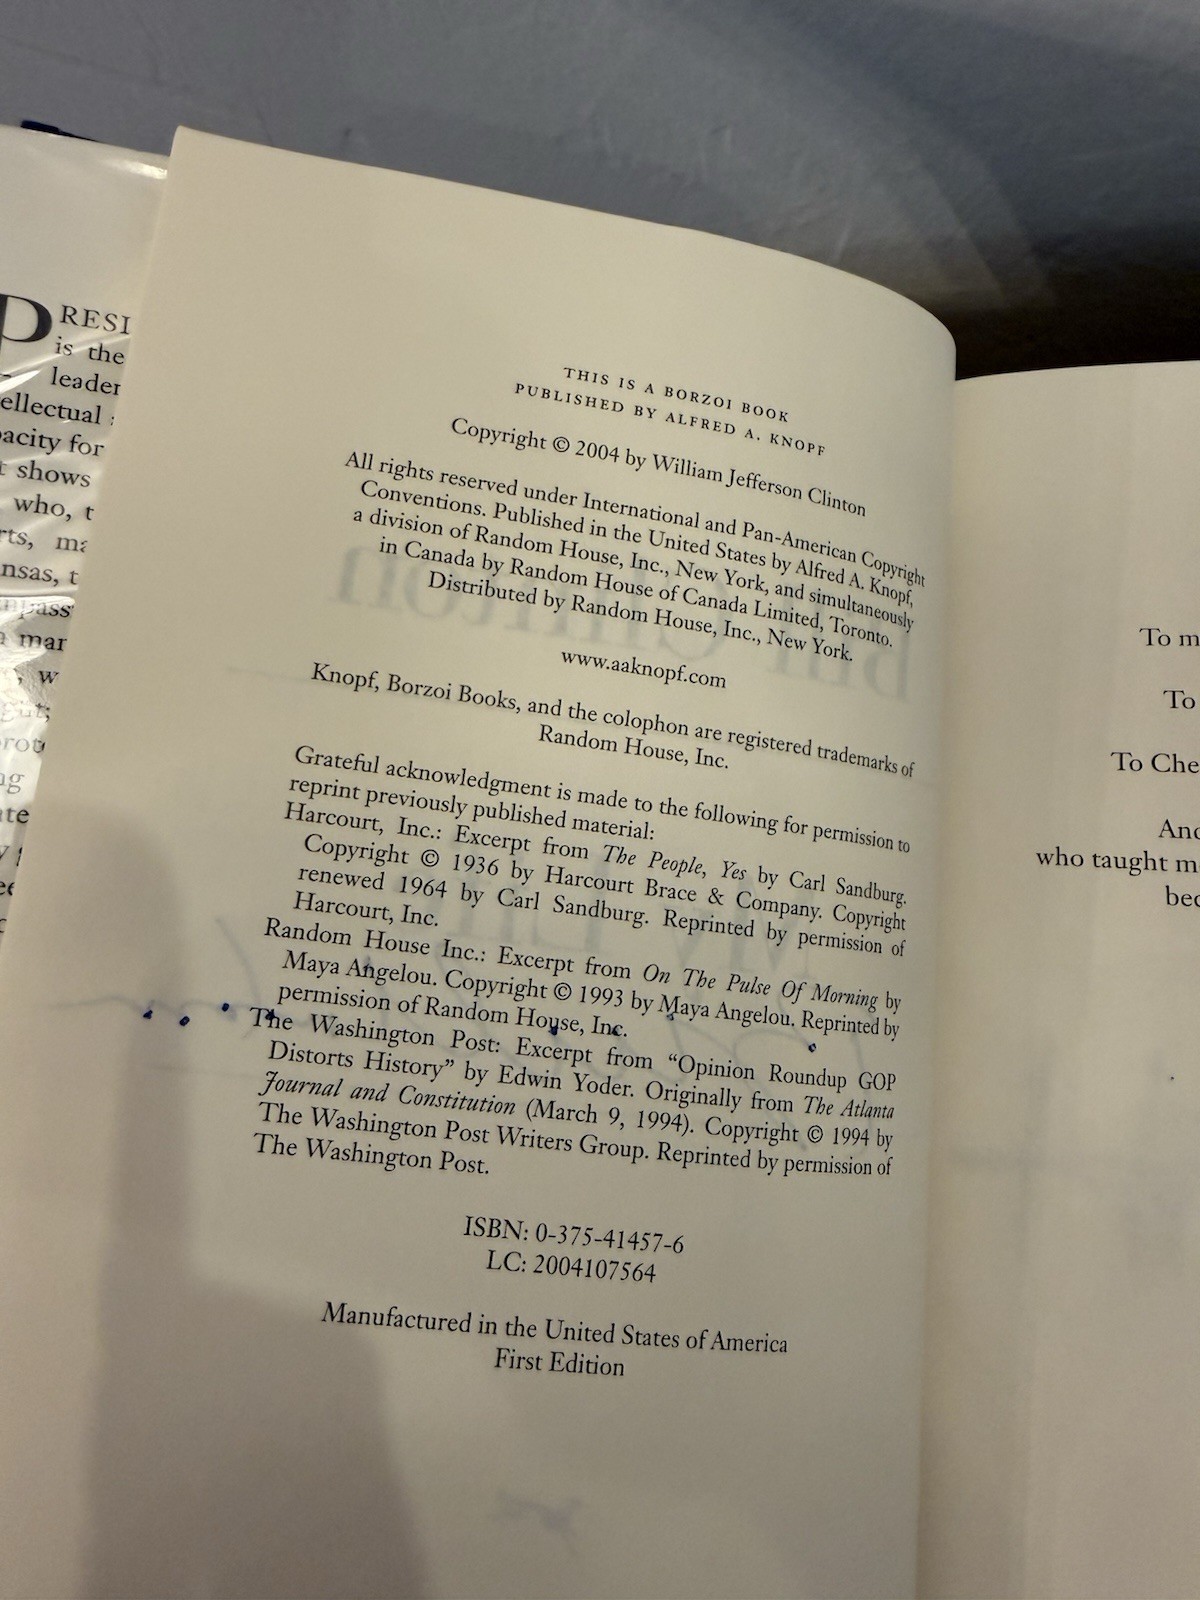 PRESI
is the
leader
ellectual
pacity for
t shows
who, t
rts, ma
nsas, t
mpass
a mar
, w
THIS IS A BORZOI BOOK
PUBLISHED BY ALFRED A. KNOPF
Copyright © 2004 by William Jefferson Clinton
All rights reserved under International and Pan-American Copyright
Conventions. Published in the United States by Alfred A. Knopf,
a division of Random House, Inc., New York, and simultaneously
in Canada by Random House of Canada Limited, Toronto.
Distributed by Random House, Inc., New York.
www.aaknopf.com
Knopf, Borzoi Books, and the colophon are registered trademarks of
Random House, Inc.
Grateful acknowledgment is made to the following for permission to
reprint previously published material:
Harcourt, Inc.: Excerpt from The People, Yes by Carl Sandburg.
Copyright © 1936 by Harcourt Brace & Company. Copyright
renewed 1964 by Carl Sandburg. Reprinted by permission of
Harcourt, Inc.
Random House Inc.: Excerpt from On The Pulse Of Morning by
Maya Angelou. Copyright © 1993 by Maya Angelou. Reprinted by
permission of Random House, Inc.
The Washington Post: Excerpt from “Opinion Roundup GOP
Distorts History” by Edwin Yoder. Originally from The Atlanta
Journal and Constitution (March 9, 1994). Copyright © 1994 by
The Washington Post Writers Group. Reprinted by permission of
The Washington Post.
ISBN: 0-375-41457-6
LC: 2004107564
Manufactured in the United States of America
First Edition
To m
To
To Che
And
who taught m
bec